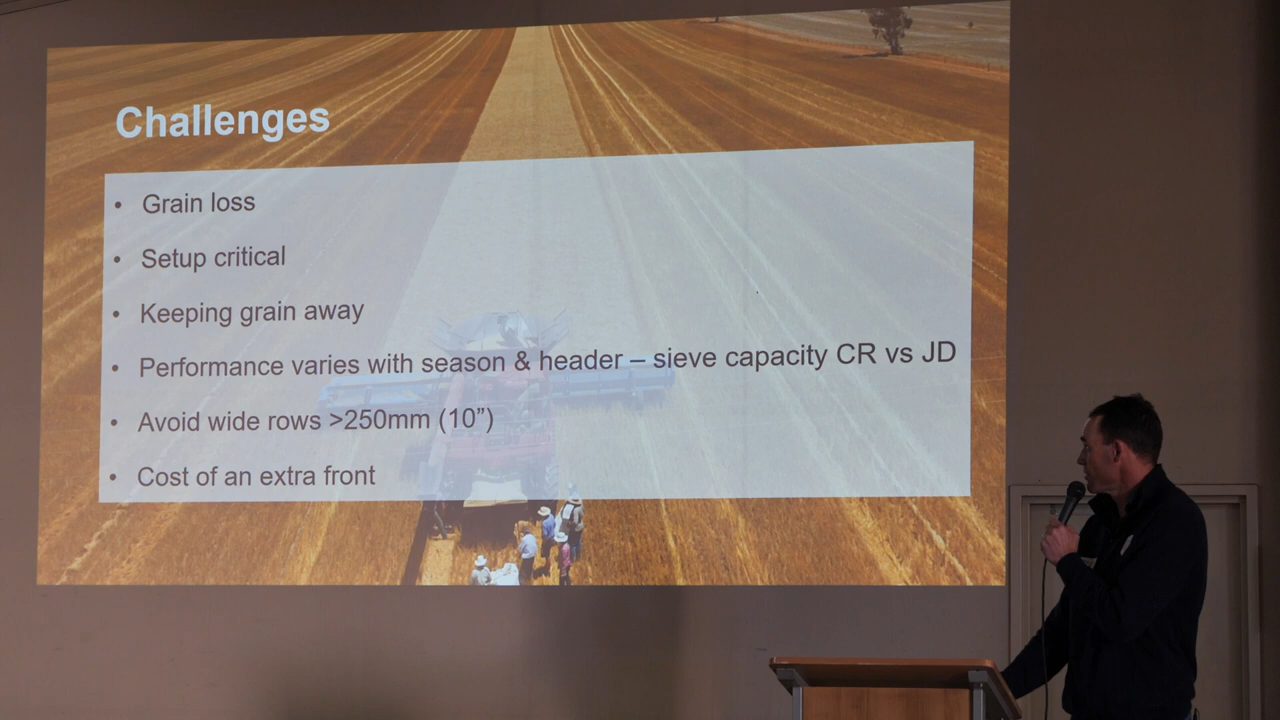 Challenges
• Grain loss
• Setup critical
• Keeping grain away
• Performance varies with season & header – sieve capacity CR vs JD
• Avoid wide rows >250mm (10”)
• Cost of an extra front